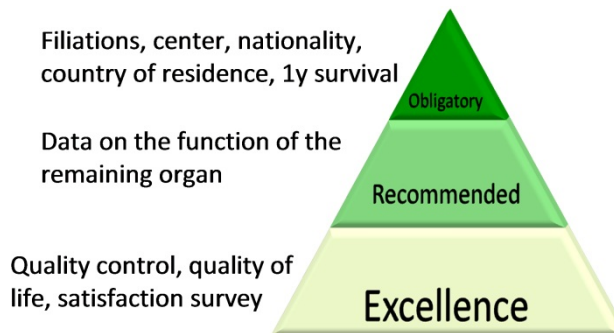 Filiations, center, nationality,
country of residence, 1y survival
Obligatory
Data on the function of the
remaining organ
Recommended
Quality control, quality of
life, satisfaction survey
Excellence